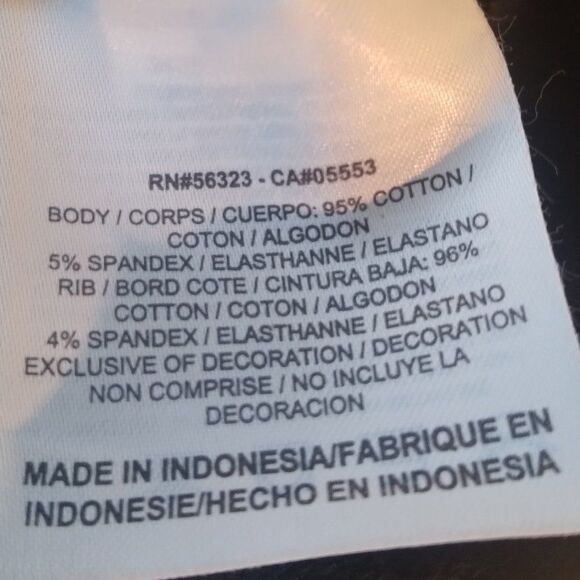 RN#56323 - CA#05553
BODY / CORPS / CUERPO: 95% COTTON /
COTON / ALGODON
5% SPANDEX / ELASTHANNE / ELASTANO
RIB / BORD COTE / CINTURA BAJA: 96%
COTTON / COTON / ALGODON
4% SPANDEX / ELASTHANNE / ELASTANO
EXCLUSIVE OF DECORATION / DECORATION
NON COMPRISE / NO INCLUYE LA
DECORACION
MADE IN INDONESIA/FABRIQUE EN
INDONESIE/HECHO EN INDONESIA